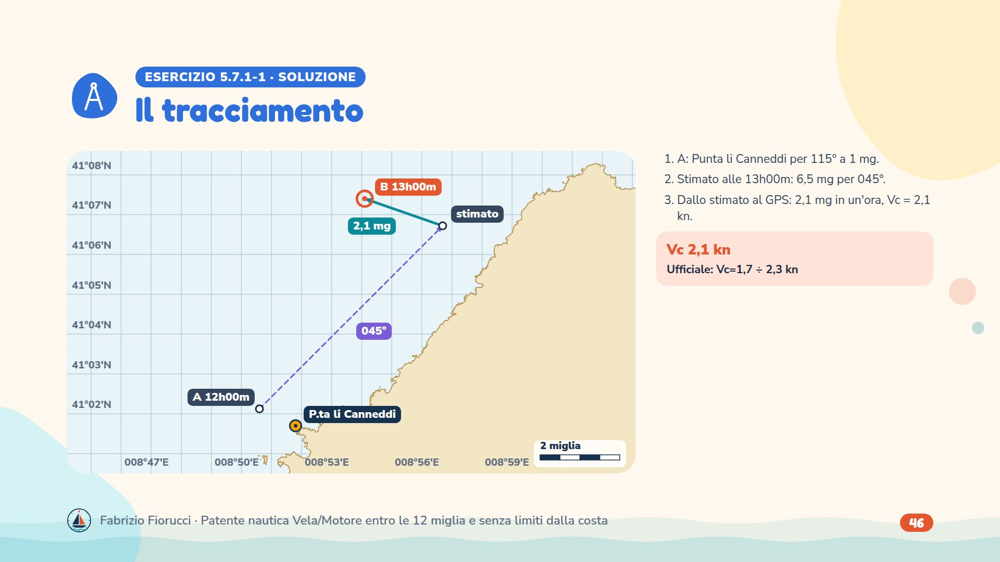 ESERCIZIO 5.7.1-1 · SOLUZIONE
Il tracciamento
41°08'N
41°07'N
41°06'N
41°05'N
41°04'N
41°03'N
41°02'N
B 13h00m
stimato
2,1 mg
045°
A 12h00m
P.ta li Canneddi
2 miglia
008°47'E
008°50'E
008°53'E
008°56'E
008°59'E
1. A: Punta li Canneddi per 115° a 1 mg.
2. Stimato alle 13h00m: 6,5 mg per 045°.
3. Dallo stimato al GPS: 2,1 mg in un'ora, Vc = 2,1
kn.
Vc 2,1 kn
Ufficiale: Vc=1,7 ÷ 2,3 kn
Fabrizio Fiorucci · Patente nautica Vela/Motore entro le 12 miglia e senza limiti dalla costa
46